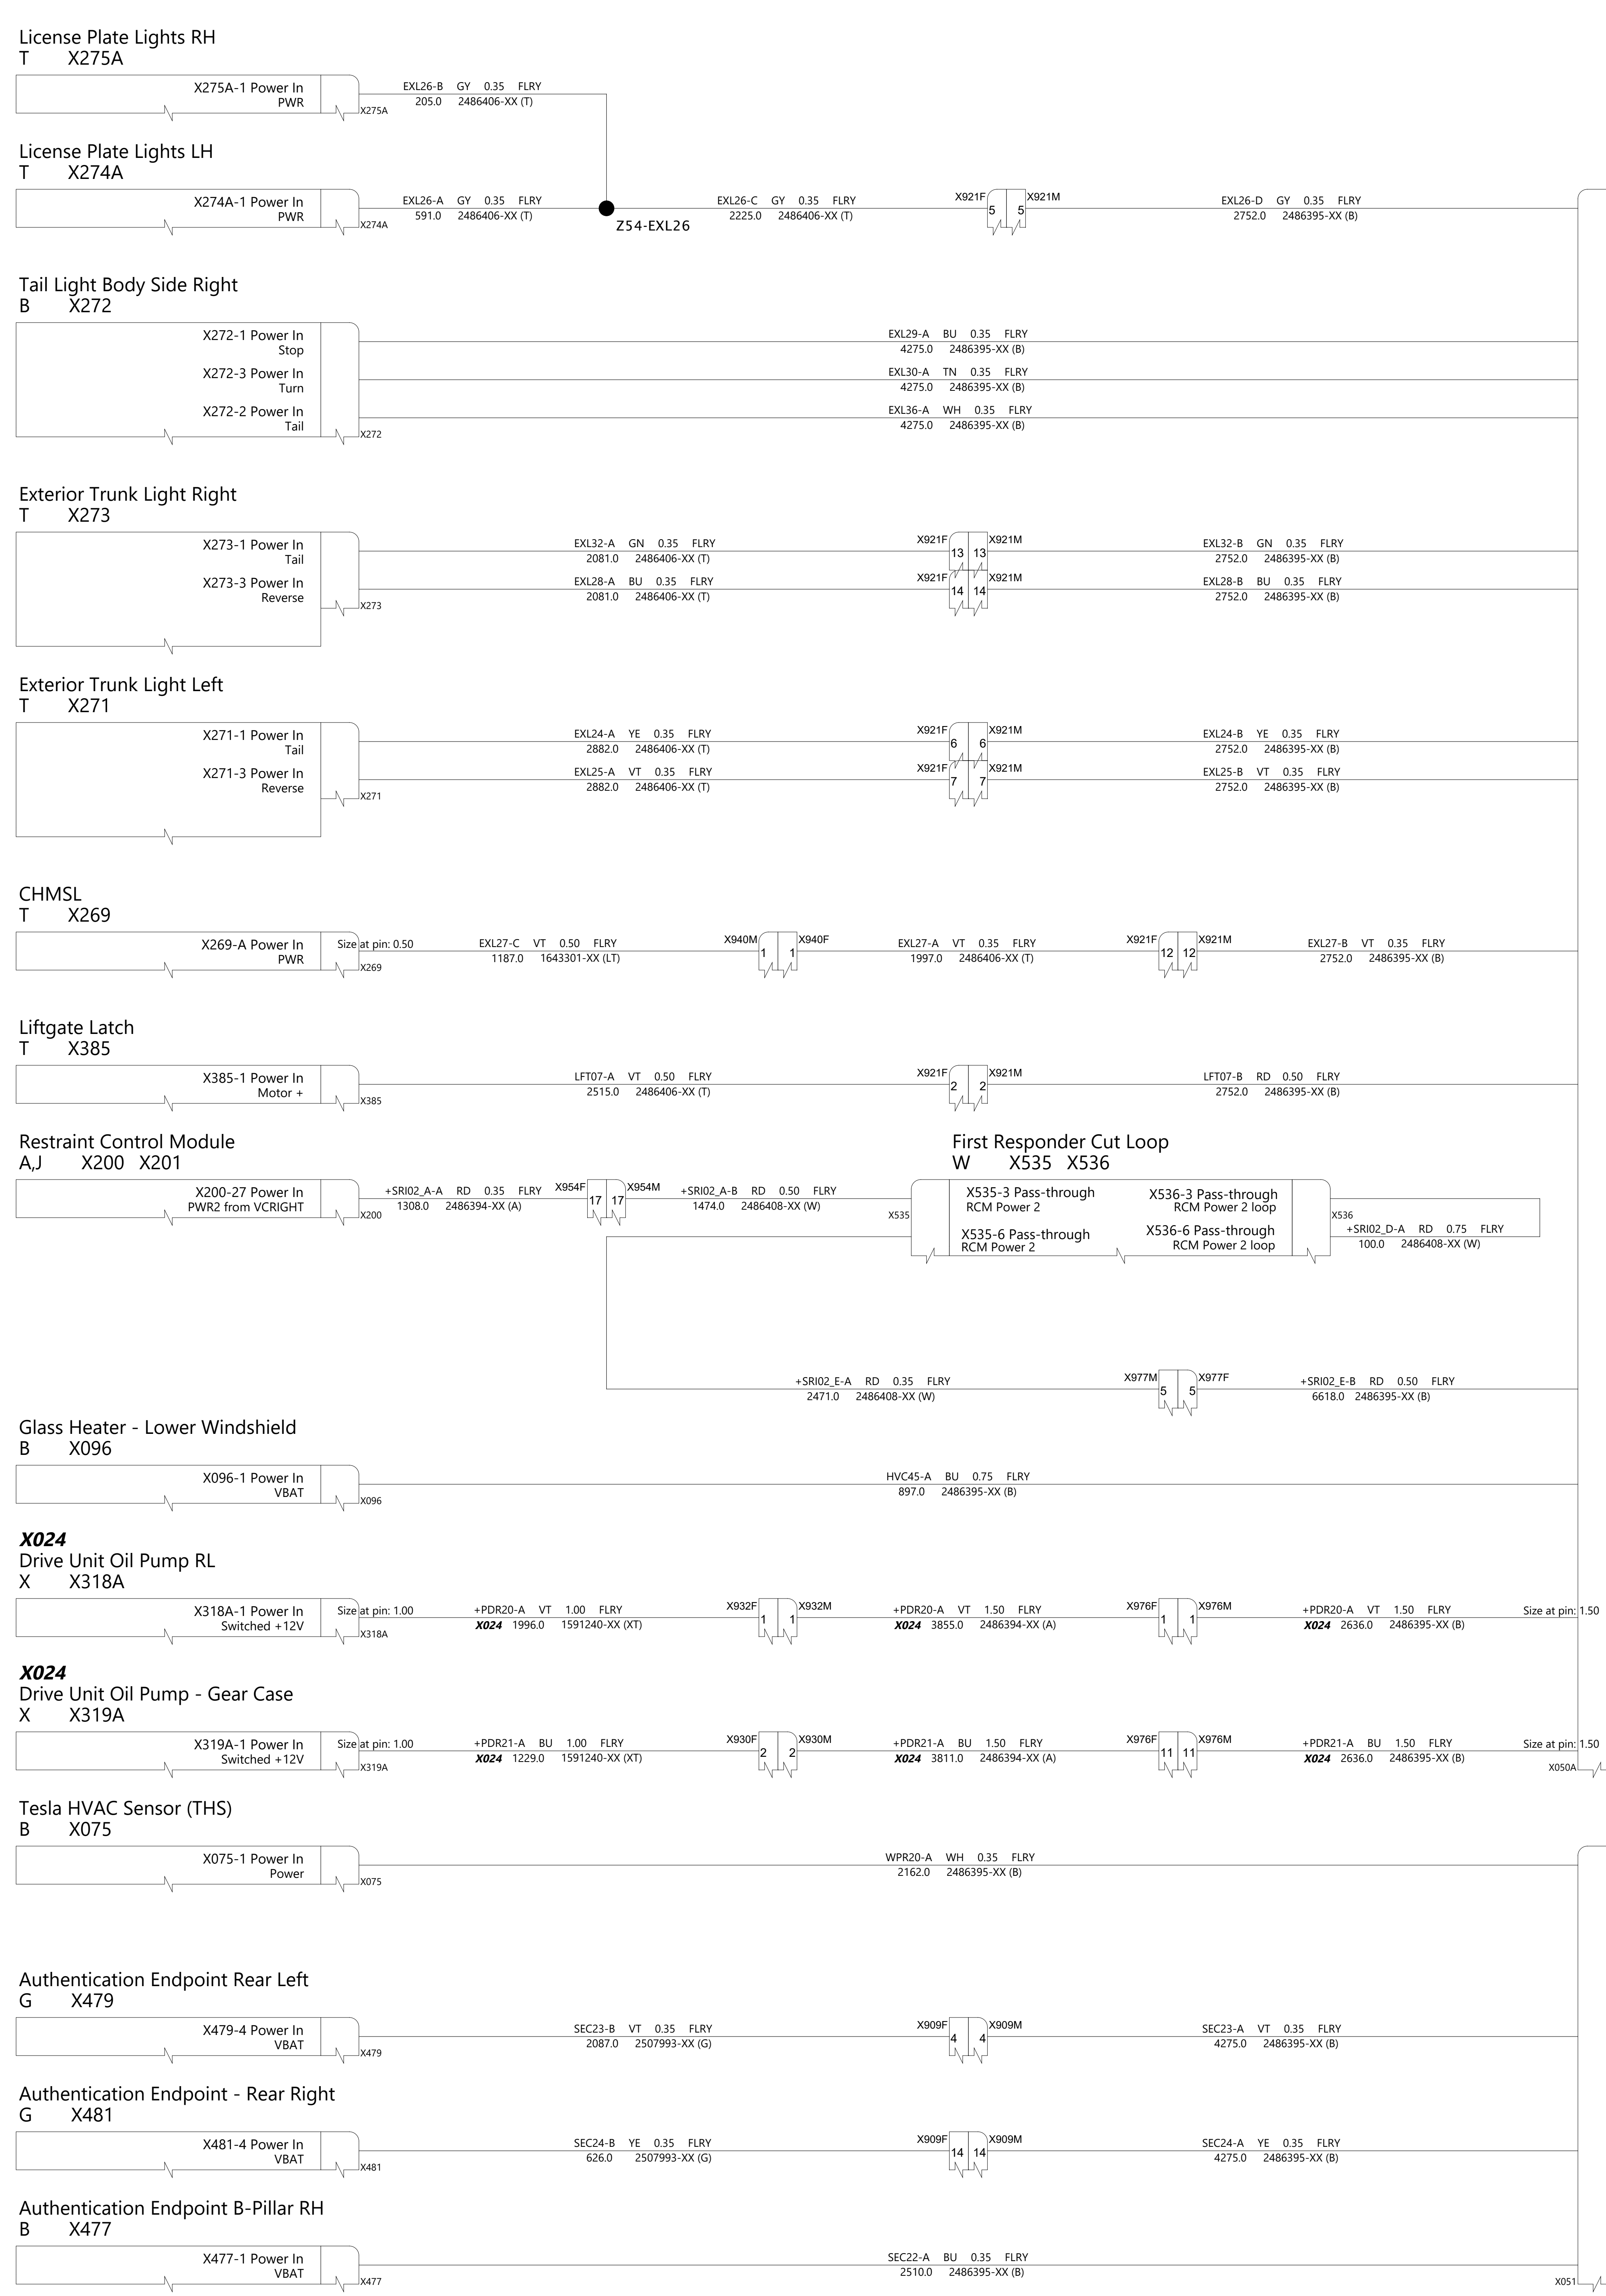 License Plate Lights RH
T X275A
X275A-1 Power In
PWR
X275A
EXL26-B GY 0.35 FLRY
205.0 2486406-XX (T)
License Plate Lights LH
T X274A
X274A-1 Power In
PWR
X274A
EXL26-A GY 0.35 FLRY
591.0 2486406-XX (T)
Z54-EXL26
EXL26-C GY 0.35 FLRY
2225.0 2486406-XX (T)
X921F 5 5 X921M
EXL26-D GY 0.35 FLRY
2752.0 2486395-XX (B)
Tail Light Body Side Right
B X272
X272-1 Power In
Stop
EXL29-A BU 0.35 FLRY
4275.0 2486395-XX (B)
X272-3 Power In
Turn
EXL30-A TN 0.35 FLRY
4275.0 2486395-XX (B)
X272-2 Power In
Tail
X272
EXL36-A WH 0.35 FLRY
4275.0 2486395-XX (B)
Exterior Trunk Light Right
T X273
X273-1 Power In
Tail
EXL32-A GN 0.35 FLRY
2081.0 2486406-XX (T)
X921F 13 13 X921M
EXL32-B GN 0.35 FLRY
2752.0 2486395-XX (B)
X273-3 Power In
Reverse
X273
EXL28-A BU 0.35 FLRY
2081.0 2486406-XX (T)
X921F 14 14 X921M
EXL28-B BU 0.35 FLRY
2752.0 2486395-XX (B)
Exterior Trunk Light Left
T X271
X271-1 Power In
Tail
EXL24-A YE 0.35 FLRY
2882.0 2486406-XX (T)
X921F 6 6 X921M
EXL24-B YE 0.35 FLRY
2752.0 2486395-XX (B)
X271-3 Power In
Reverse
X271
EXL25-A VT 0.35 FLRY
2882.0 2486406-XX (T)
X921F 7 7 X921M
EXL25-B VT 0.35 FLRY
2752.0 2486395-XX (B)
CHMSL
T X269
X269-A Power In
PWR
Size at pin: 0.50
X269
EXL27-C VT 0.50 FLRY
1187.0 1643301-XX (LT)
X940M 1 1 X940F
EXL27-A VT 0.35 FLRY
1997.0 2486406-XX (T)
X921F 12 12 X921M
EXL27-B VT 0.35 FLRY
2752.0 2486395-XX (B)
Liftgate Latch
T X385
X385-1 Power In
Motor +
X385
LFT07-A VT 0.50 FLRY
2515.0 2486406-XX (T)
X921F 2 2 X921M
LFT07-B RD 0.50 FLRY
2752.0 2486395-XX (B)
Restraint Control Module
A,J X200 X201
X200-27 Power In
PWR2 from VCRIGHT
X200
+SRI02_A-A RD 0.35 FLRY
1308.0 2486394-XX (A)
X954F 17 17 X954M
+SRI02_A-B RD 0.50 FLRY
1474.0 2486408-XX (W)
First Responder Cut Loop
W X535 X536
X535
X535-3 Pass-through
RCM Power 2
X536-3 Pass-through
RCM Power 2 loop
X535-6 Pass-through
RCM Power 2
X536-6 Pass-through
RCM Power 2 loop
X536
+SRI02_D-A RD 0.75 FLRY
100.0 2486408-XX (W)
+SRI02_E-A RD 0.35 FLRY
2471.0 2486408-XX (W)
X977M 5 5 X977F
+SRI02_E-B RD 0.50 FLRY
6618.0 2486395-XX (B)
Glass Heater - Lower Windshield
B X096
X096-1 Power In
VBAT
X096
HVC45-A BU 0.75 FLRY
897.0 2486395-XX (B)
X024
Drive Unit Oil Pump RL
X X318A
X318A-1 Power In
Switched +12V
Size at pin: 1.00
X318A
+PDR20-A VT 1.00 FLRY
X024 1996.0 1591240-XX (XT)
X932F 1 1 X932M
+PDR20-A VT 1.50 FLRY
X024 3855.0 2486394-XX (A)
X976F 1 1 X976M
+PDR20-A VT 1.50 FLRY
X024 2636.0 2486395-XX (B)
Size at pin: 1.50
X024
Drive Unit Oil Pump - Gear Case
X X319A
X319A-1 Power In
Switched +12V
Size at pin: 1.00
X319A
+PDR21-A BU 1.00 FLRY
X024 1229.0 1591240-XX (XT)
X930F 2 2 X930M
+PDR21-A BU 1.50 FLRY
X024 3811.0 2486394-XX (A)
X976F 11 11 X976M
+PDR21-A BU 1.50 FLRY
X024 2636.0 2486395-XX (B)
Size at pin: 1.50
X050A
Tesla HVAC Sensor (THS)
B X075
X075-1 Power In
Power
X075
WPR20-A WH 0.35 FLRY
2162.0 2486395-XX (B)
Authentication Endpoint Rear Left
G X479
X479-4 Power In
VBAT
X479
SEC23-B VT 0.35 FLRY
2087.0 2507993-XX (G)
X909F 4 4 X909M
SEC23-A VT 0.35 FLRY
4275.0 2486395-XX (B)
Authentication Endpoint - Rear Right
G X481
X481-4 Power In
VBAT
X481
SEC24-B YE 0.35 FLRY
626.0 2507993-XX (G)
X909F 14 14 X909M
SEC24-A YE 0.35 FLRY
4275.0 2486395-XX (B)
Authentication Endpoint B-Pillar RH
B X477
X477-1 Power In
VBAT
X477
SEC22-A BU 0.35 FLRY
2510.0 2486395-XX (B)
X051